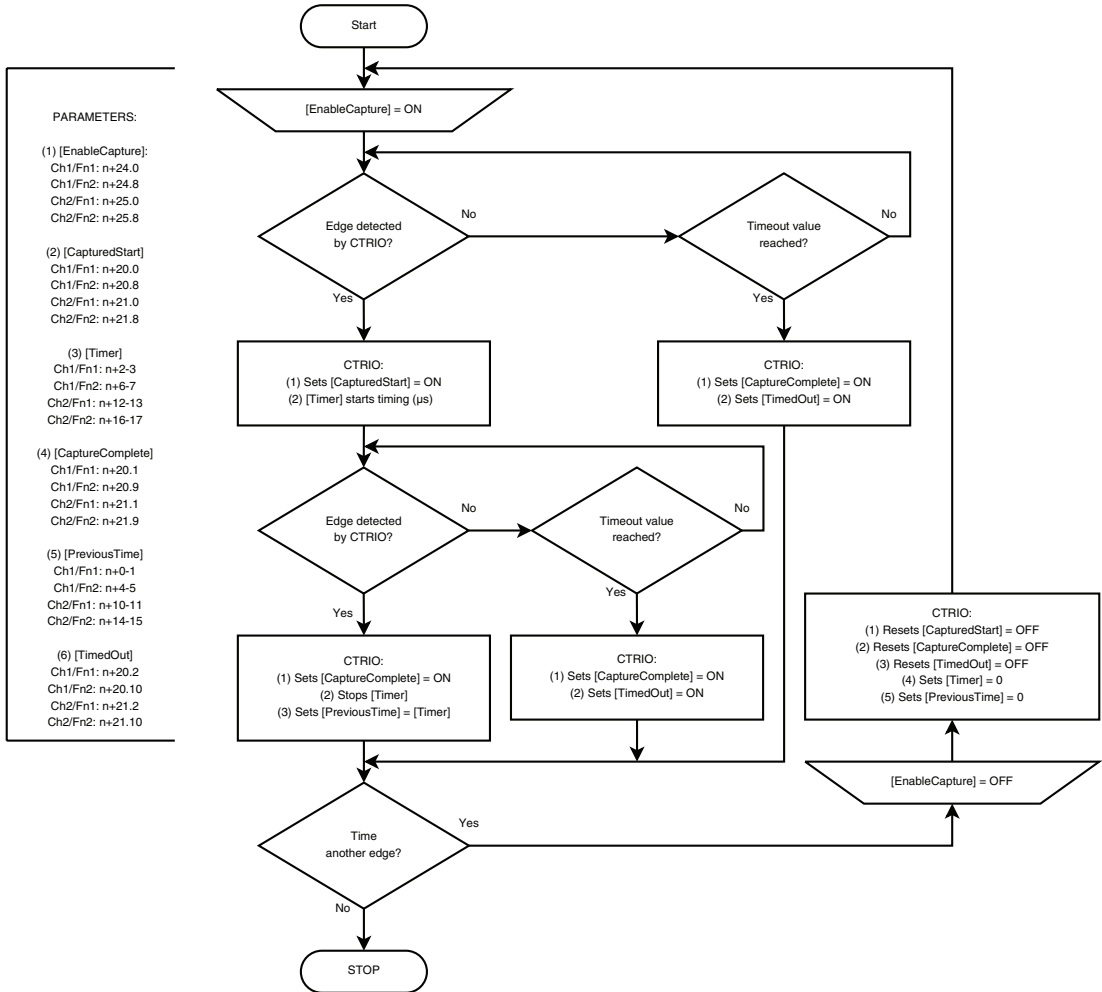 Start
[EnableCapture] = ON
PARAMETERS:
(1) [EnableCapture]:
Ch1/Fn1: n+24.0
Ch1/Fn2: n+24.8
Ch2/Fn1: n+25.0
Ch2/Fn2: n+25.8
(2) [CapturedStart]
Ch1/Fn1: n+20.0
Ch1/Fn2: n+20.8
Ch2/Fn1: n+21.0
Ch2/Fn2: n+21.8
(3) [Timer]
Ch1/Fn1: n+2-3
Ch1/Fn2: n+6-7
Ch2/Fn1: n+12-13
Ch2/Fn2: n+16-17
(4) [CaptureComplete]
Ch1/Fn1: n+20.1
Ch1/Fn2: n+20.9
Ch2/Fn1: n+21.1
Ch2/Fn2: n+21.9
(5) [PreviousTime]
Ch1/Fn1: n+0-1
Ch1/Fn2: n+4-5
Ch2/Fn1: n+10-11
Ch2/Fn2: n+14-15
(6) [TimedOut]
Ch1/Fn1: n+20.2
Ch1/Fn2: n+20.10
Ch2/Fn1: n+21.2
Ch2/Fn2: n+21.10
Edge detected
by CTRIO?
No
Yes
Timeout value
reached?
No
Yes
CTRIO:
(1) Sets [CapturedStart] = ON
(2) [Timer] starts timing (µs)
CTRIO:
(1) Sets [CaptureComplete] = ON
(2) Sets [TimedOut] = ON
Edge detected
by CTRIO?
No
Yes
Timeout value
reached?
No
Yes
CTRIO:
(1) Sets [CaptureComplete] = ON
(2) Stops [Timer]
(3) Sets [PreviousTime] = [Timer]
CTRIO:
(1) Sets [CaptureComplete] = ON
(2) Sets [TimedOut] = ON
CTRIO:
(1) Resets [CapturedStart] = OFF
(2) Resets [CaptureComplete] = OFF
(3) Resets [TimedOut] = OFF
(4) Sets [Timer] = 0
(5) Sets [PreviousTime] = 0
[EnableCapture] = OFF
Time
another edge?
Yes
No
STOP